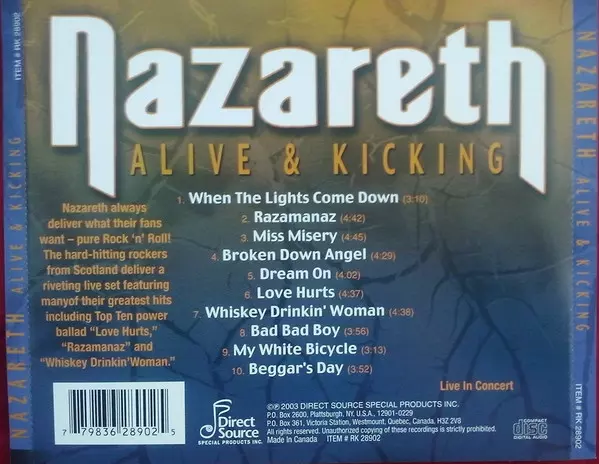 Nazareth
ALIVE & KICKING
1. When The Lights Come Down (3:10)
2. Razamanaz (4:42)
3. Miss Misery (4:45)
4. Broken Down Angel (4:29)
5. Dream On (4:02)
6. Love Hurts (4:37)
7. Whiskey Drinkin' Woman (4:38)
8. Bad Bad Boy (3:56)
9. My White Bicycle (3:13)
10. Beggar's Day (3:52)
Nazareth always
deliver what their fans
want – pure Rock 'n' Roll!
The hard-hitting rockers
from Scotland deliver a
riveting live set featuring
manyof their greatest hits
including Top Ten power
ballad "Love Hurts,"
"Razamanaz" and
"Whiskey Drinkin'Woman."
Live In Concert
7 79836 28902 5
Direct
Source
SPECIAL PRODUCTS INC.
©℗ 2003 DIRECT SOURCE SPECIAL PRODUCTS INC.
P.O. Box 2600, Plattsburgh, N.Y., U.S.A., 12901-0229
P.O. Box 361, Victoria Station, Westmount, Quebec, Canada, H3Z 2V8
All rights reserved. Unauthorized copying of these recordings is strictly prohibited.
Made In Canada ITEM # RK 28902
COMPACT
disc
DIGITAL AUDIO
NAZARETH ALIVE & KICKING ITEM # RK 28902
NAZARETH ALIVE & KICKING ITEM # RK 28902